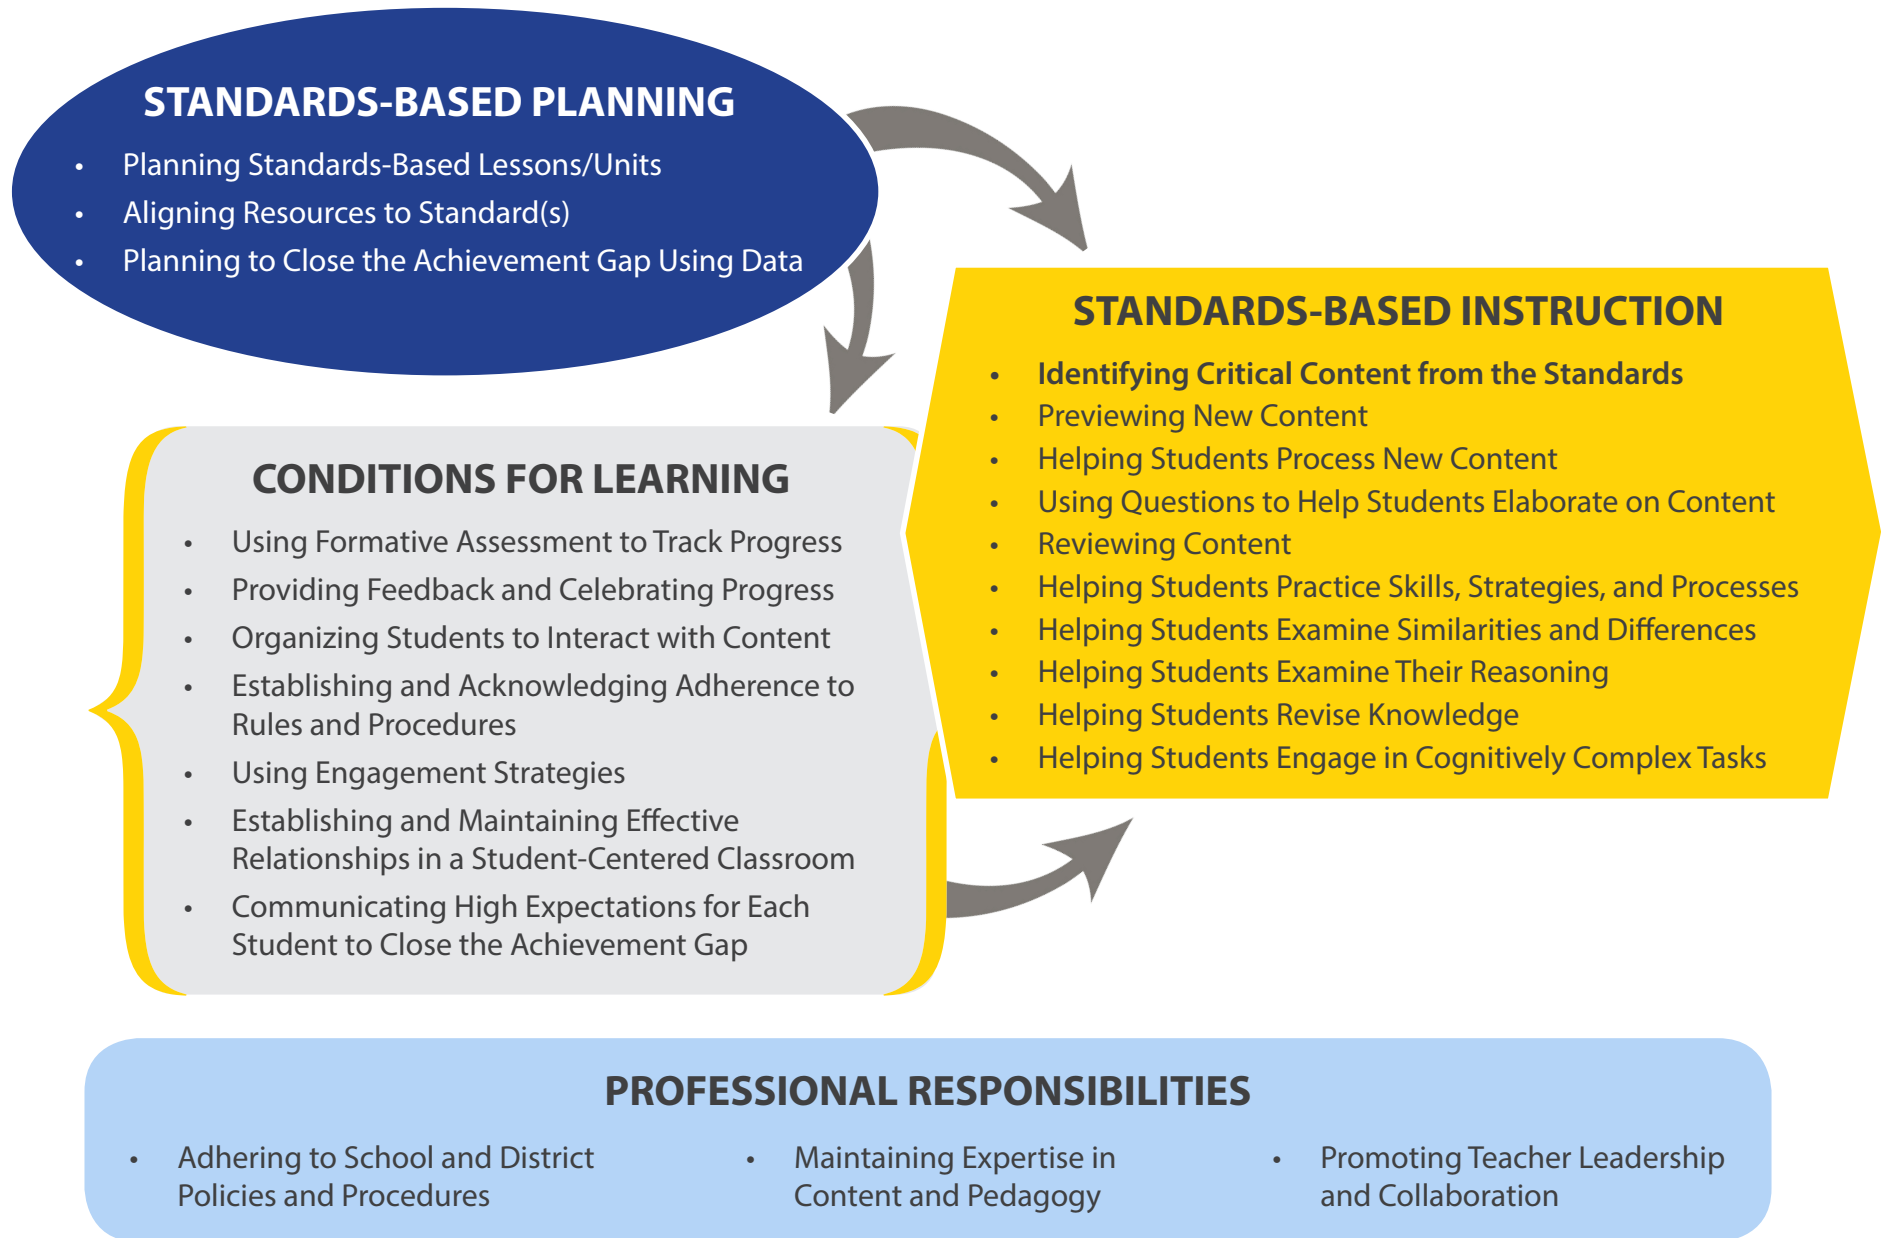 STANDARDS-BASED PLANNING
• Planning Standards-Based Lessons/Units
• Aligning Resources to Standard(s)
• Planning to Close the Achievement Gap Using Data
STANDARDS-BASED INSTRUCTION
• Identifying Critical Content from the Standards
• Previewing New Content
• Helping Students Process New Content
• Using Questions to Help Students Elaborate on Content
• Reviewing Content
• Helping Students Practice Skills, Strategies, and Processes
• Helping Students Examine Similarities and Differences
• Helping Students Examine Their Reasoning
• Helping Students Revise Knowledge
• Helping Students Engage in Cognitively Complex Tasks
CONDITIONS FOR LEARNING
• Using Formative Assessment to Track Progress
• Providing Feedback and Celebrating Progress
• Organizing Students to Interact with Content
• Establishing and Acknowledging Adherence to
Rules and Procedures
• Using Engagement Strategies
• Establishing and Maintaining Effective
Relationships in a Student-Centered Classroom
• Communicating High Expectations for Each
Student to Close the Achievement Gap
PROFESSIONAL RESPONSIBILITIES
• Adhering to School and District
Policies and Procedures
• Maintaining Expertise in
Content and Pedagogy
• Promoting Teacher Leadership
and Collaboration